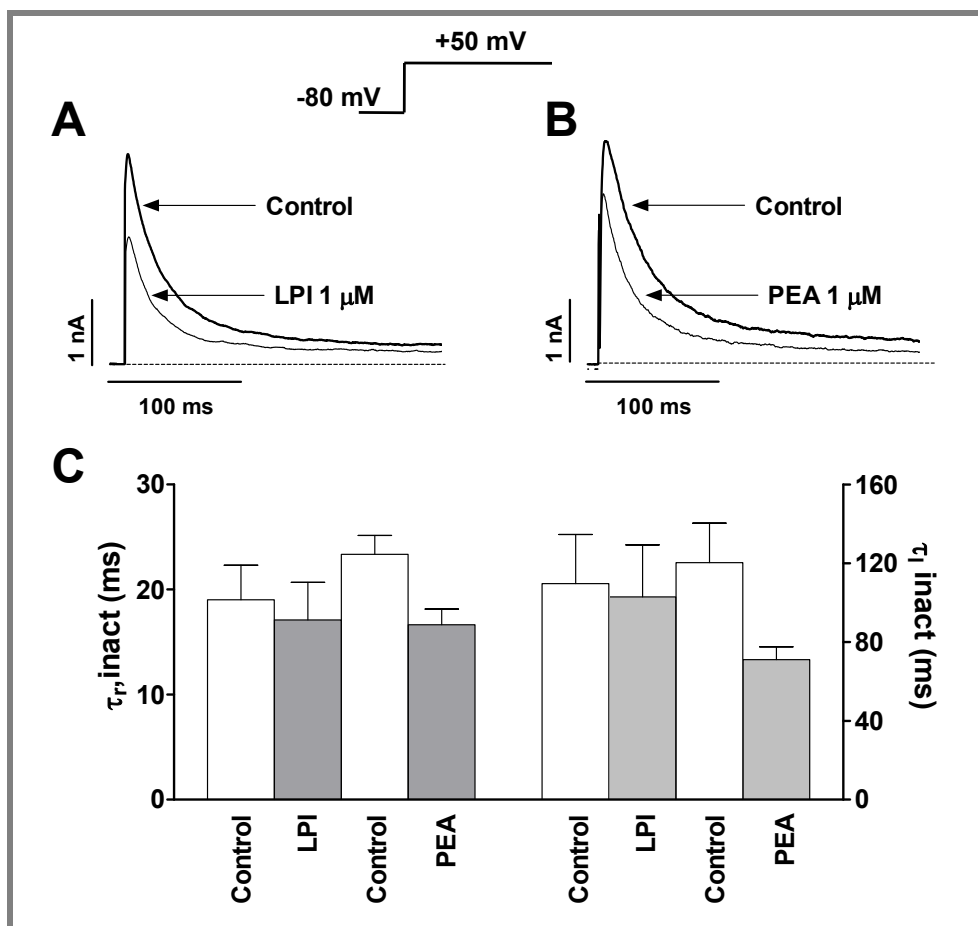 +50 mV
-80 mV
A
B
Control
LPI 1 μM
1 nA
100 ms
Control
PEA 1 μM
1 nA
100 ms
C
30
20
10
0
τr, inact (ms)
160
120
80
40
0
τl inact (ms)
Control
LPI
Control
PEA
Control
LPI
Control
PEA